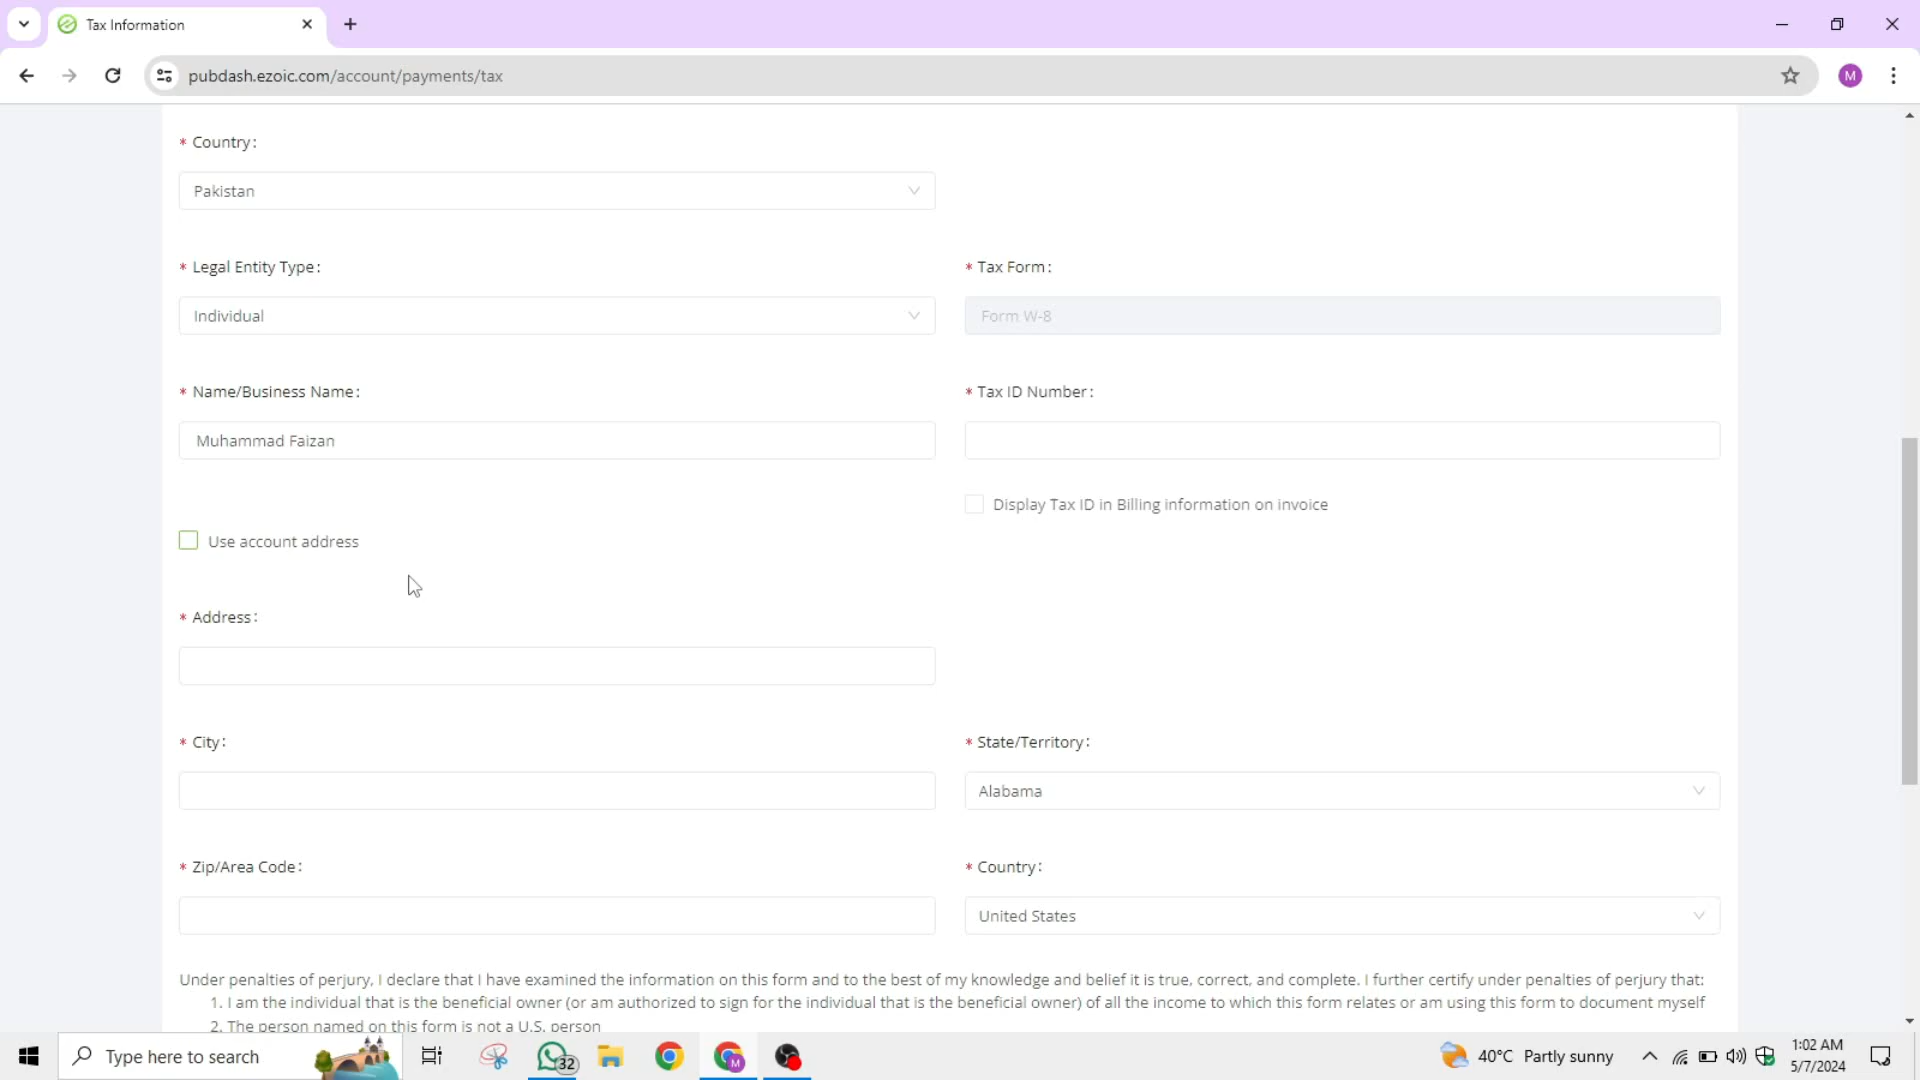 Tax Information
pubdash.ezoic.com/account/payments/tax
M
* Country:
Pakistan
* Legal Entity Type:
* Tax Form:
Individual
Form W-8
* Name/Business Name:
* Tax ID Number:
Muhammad Faizan
Display Tax ID in Billing information on invoice
Use account address
* Address:
* City:
* State/Territory:
Alabama
* Zip/Area Code:
* Country:
United States
Under penalties of perjury, I declare that I have examined the information on this form and to the best of my knowledge and belief it is true, correct, and complete. I further certify under penalties of perjury that:
1. I am the individual that is the beneficial owner (or am authorized to sign for the individual that is the beneficial owner) of all the income to which this form relates or am using this form to document myself
2. The person named on this form is not a U.S. person
Type here to search
32
M
40°C Partly sunny
1:02 AM
5/7/2024